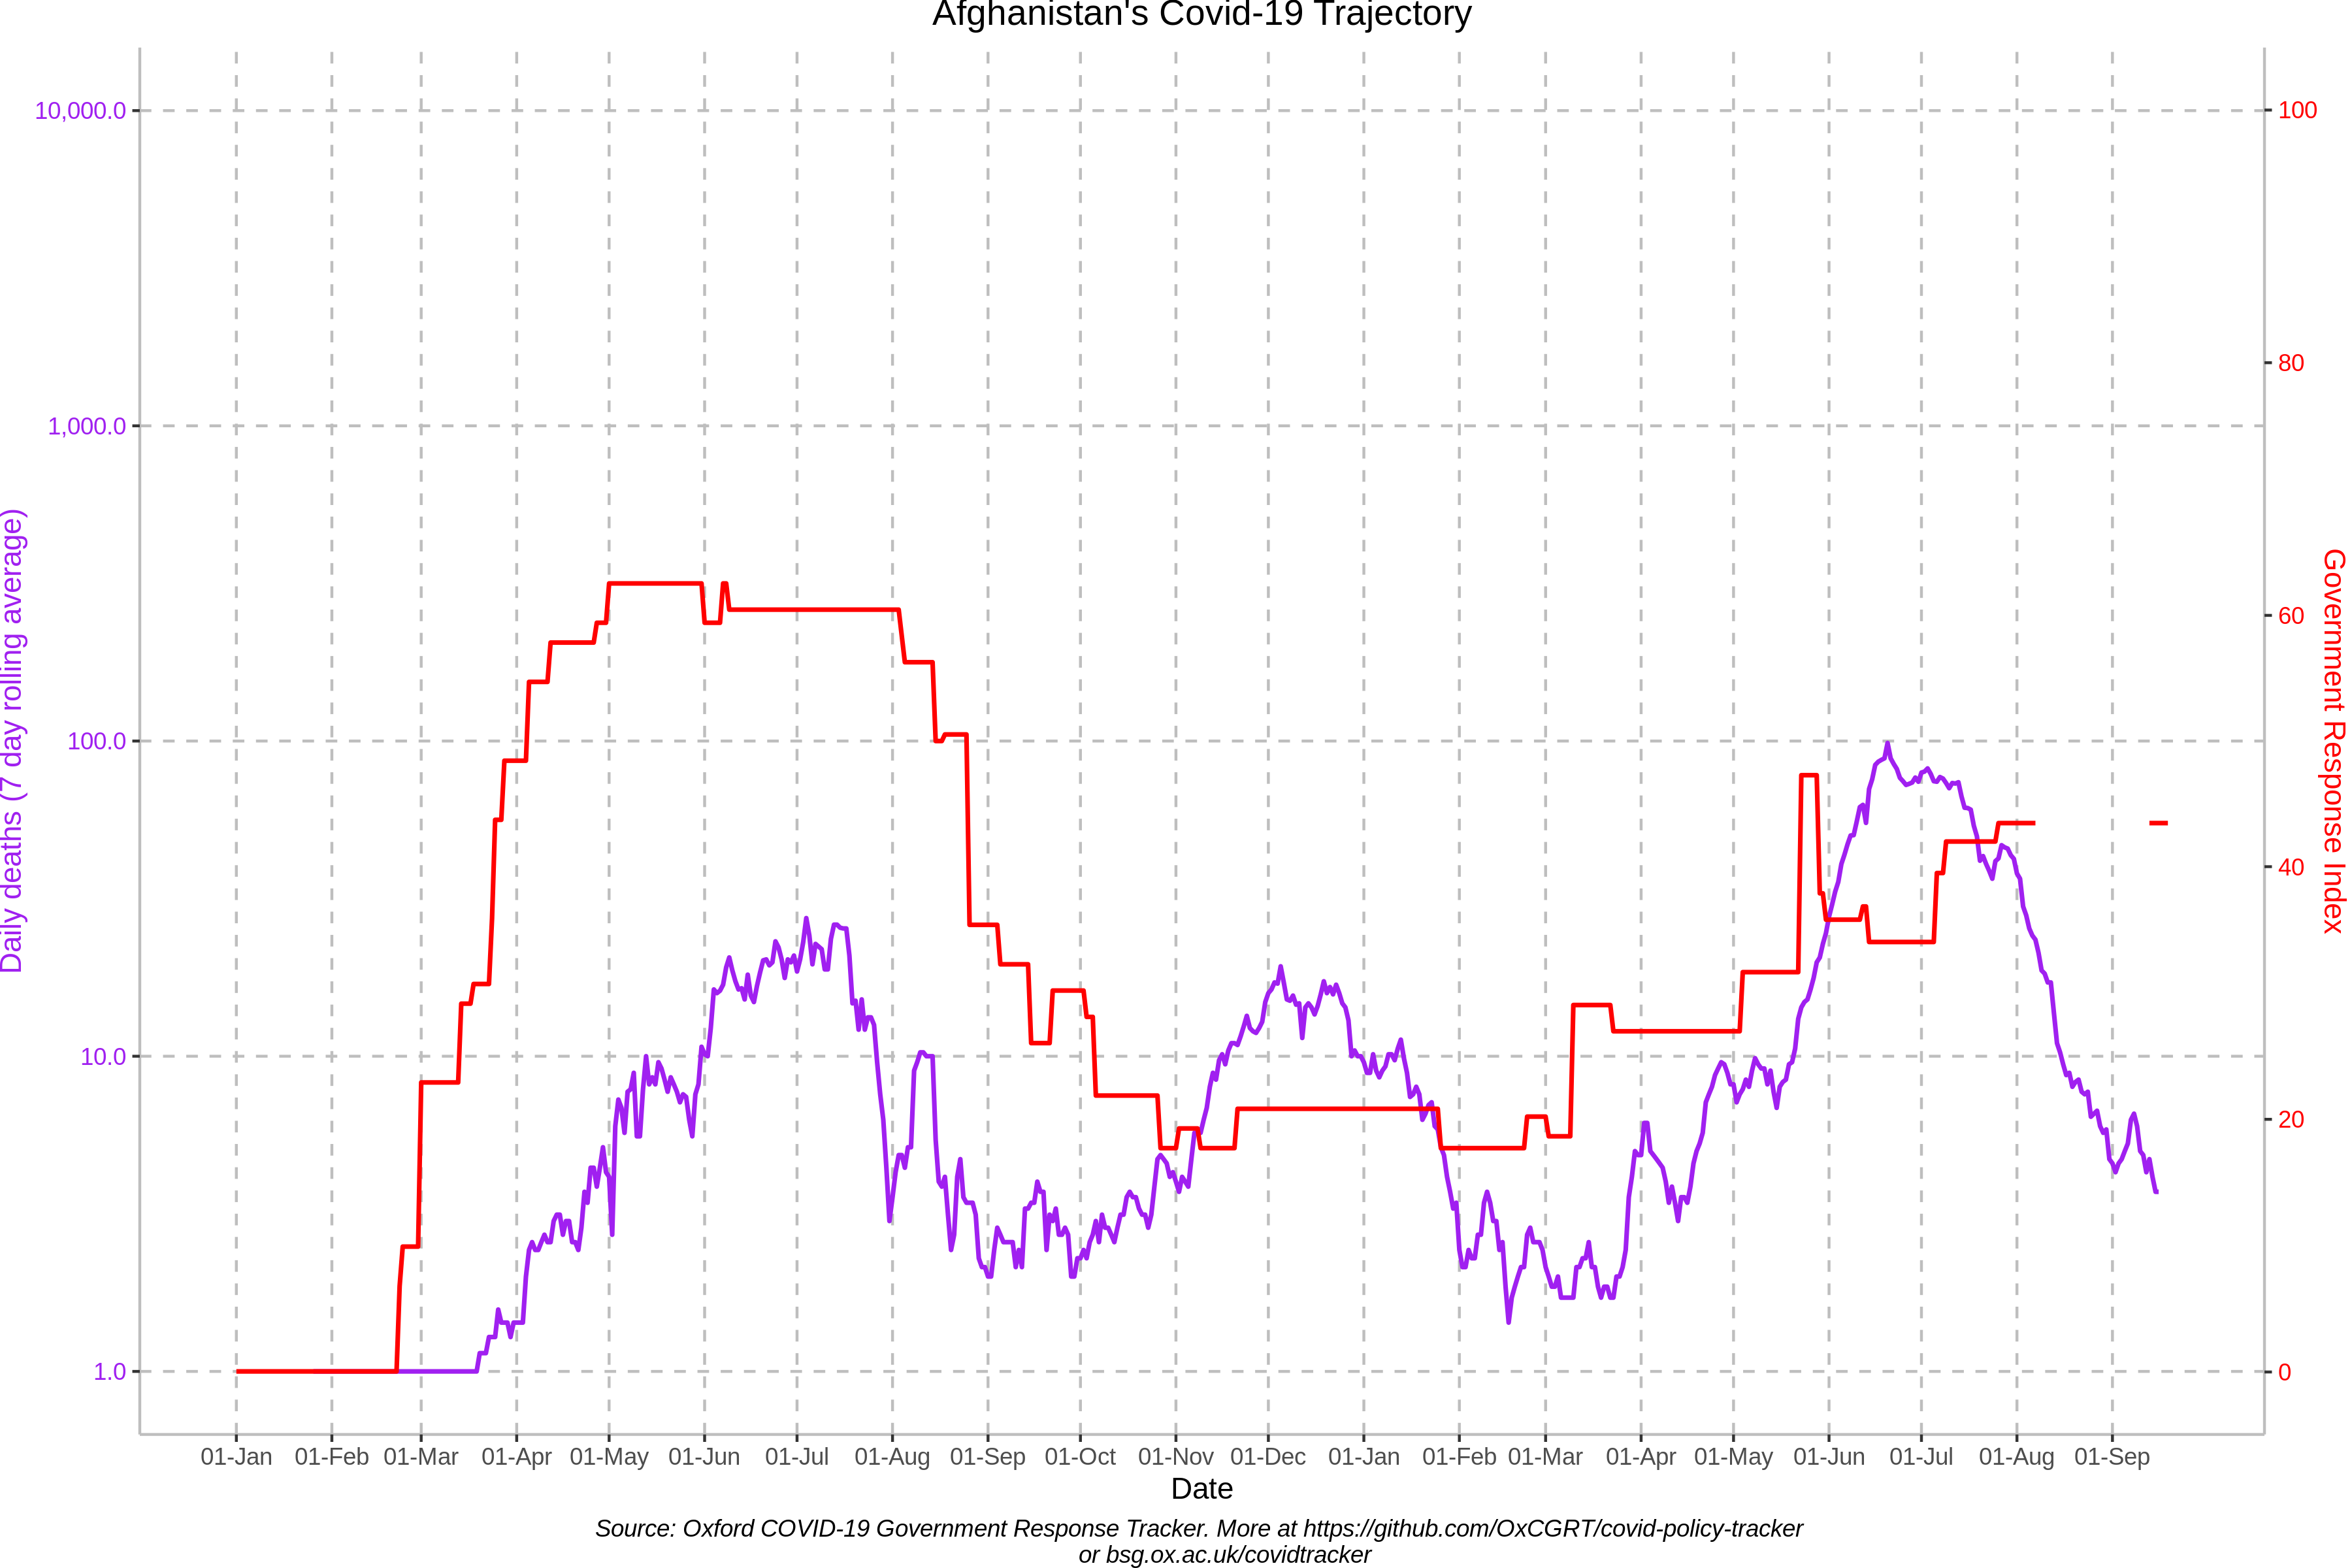 Afghanistan's Covid-19 Trajectory
10,000.0
1,000.0
100.0
10.0
1.0
Daily deaths (7 day rolling average)
100
80
60
40
20
0
Government Response Index
01-Jan 01-Feb 01-Mar 01-Apr 01-May 01-Jun 01-Jul 01-Aug 01-Sep 01-Oct 01-Nov 01-Dec 01-Jan 01-Feb 01-Mar 01-Apr 01-May 01-Jun 01-Jul 01-Aug 01-Sep
Date
Source: Oxford COVID-19 Government Response Tracker. More at https://github.com/OxCGRT/covid-policy-tracker
or bsg.ox.ac.uk/covidtracker